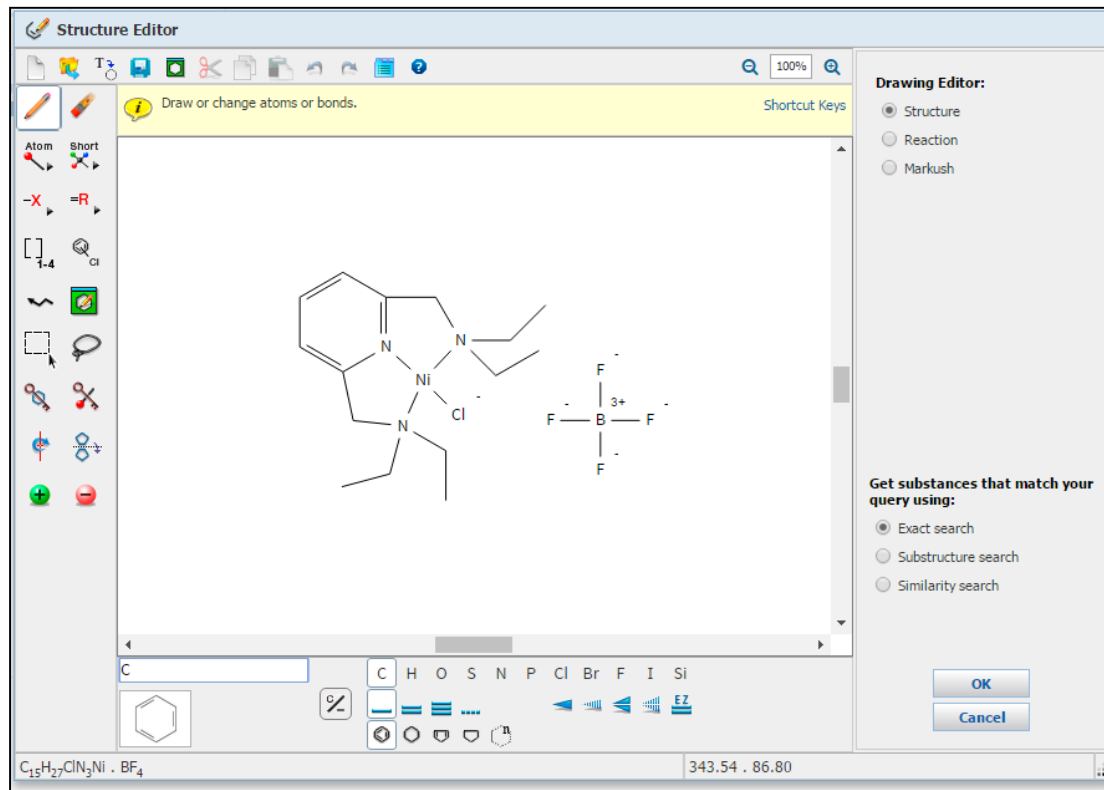 Structure Editor
T
100%
Draw or change atoms or bonds.
Shortcut Keys
Atom
Short
-X
=R
[ ]
1-4
Cl
N
N
Ni
Cl
-
N
F
-
-
3+
-
F
B
F
-
F
Drawing Editor:
Structure
Reaction
Markush
Get substances that match your
query using:
Exact search
Substructure search
Similarity search
C
C H O S N P Cl Br F I Si
EZ
n
OK
Cancel
C₁₅H₂₇ClN₃Ni . BF₄
343.54 . 86.80